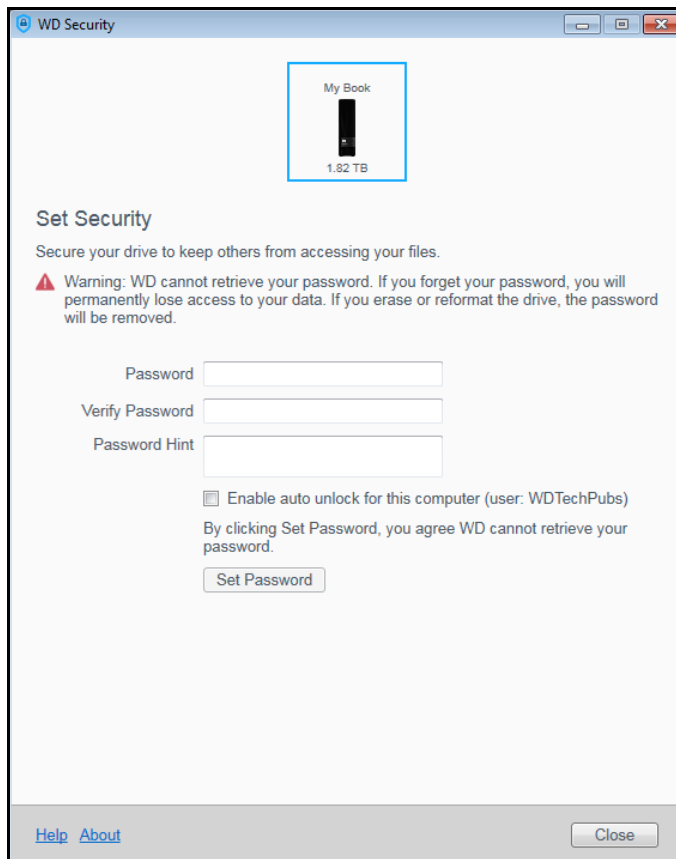 WD Security
My Book
1.82 TB
Set Security
Secure your drive to keep others from accessing your files.
Warning: WD cannot retrieve your password. If you forget your password, you will
permanently lose access to your data. If you erase or reformat the drive, the password
will be removed.
Password
Verify Password
Password Hint
Enable auto unlock for this computer (user: WDTechPubs)
By clicking Set Password, you agree WD cannot retrieve your
password.
Set Password
Help About
Close